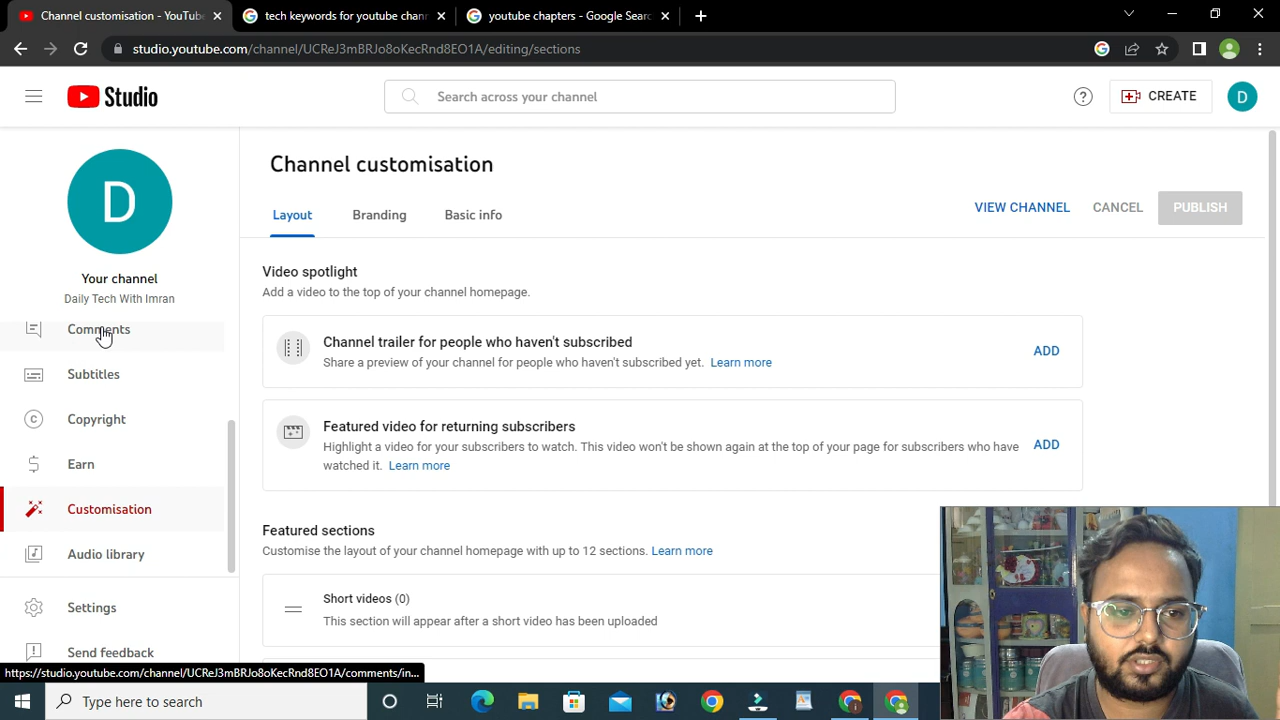 Channel customisation - YouTube
tech keywords for youtube chan
youtube chapters - Google Sear
studio.youtube.com/channel/UCReJ3mBRJo8oKecRnd8EO1A/editing/sections
Studio
Search across your channel
CREATE
D
D
Your channel
Daily Tech With Imran
Comments
Subtitles
Copyright
Earn
Customisation
Audio library
Settings
Send feedback
Channel customisation
Layout
Branding
Basic info
VIEW CHANNEL
CANCEL
PUBLISH
Video spotlight
Add a video to the top of your channel homepage.
Channel trailer for people who haven't subscribed
Share a preview of your channel for people who haven't subscribed yet. Learn more
ADD
Featured video for returning subscribers
Highlight a video for your subscribers to watch. This video won't be shown again at the top of your page for subscribers who have
watched it. Learn more
ADD
Featured sections
Customise the layout of your channel homepage with up to 12 sections. Learn more
Short videos (0)
This section will appear after a short video has been uploaded
https://studio.youtube.com/channel/UCReJ3mBRJo8oKecRnd8EO1A/comments/in...
Type here to search